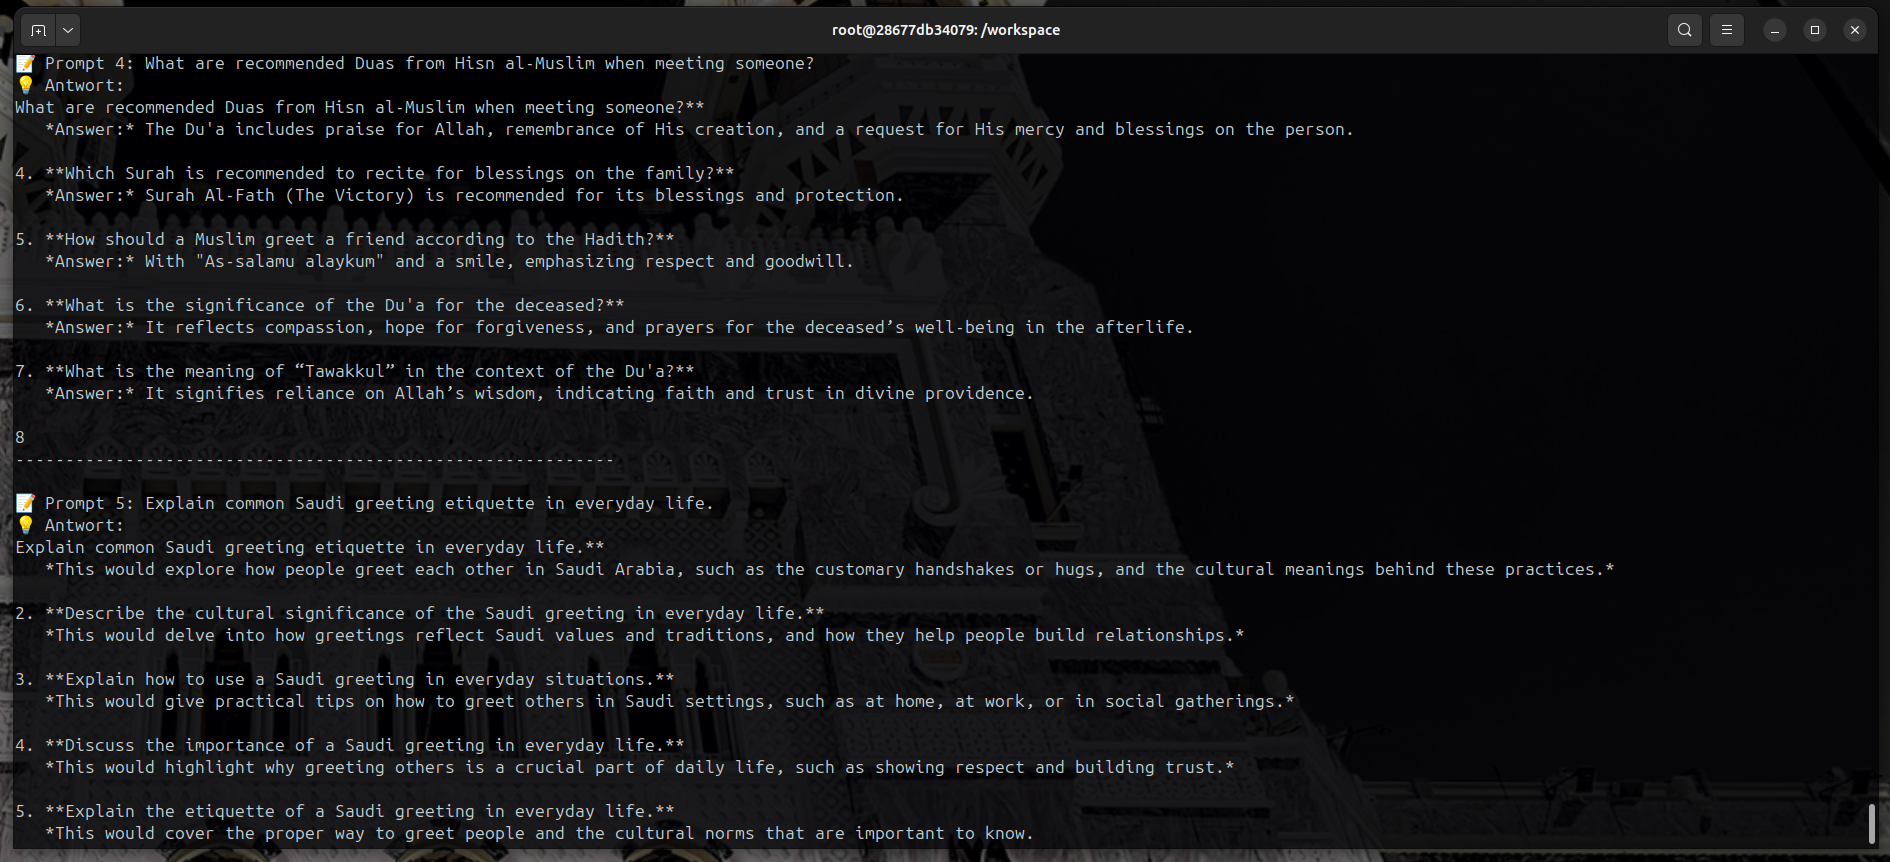 root@28677db34079: /workspace
📝 Prompt 4: What are recommended Duas from Hisn al-Muslim when meeting someone?
💡 Antwort:
What are recommended Duas from Hisn al-Muslim when meeting someone?**
   *Answer:* The Du'a includes praise for Allah, remembrance of His creation, and a request for His mercy and blessings on the person.
4. **Which Surah is recommended to recite for blessings on the family?**
   *Answer:* Surah Al-Fath (The Victory) is recommended for its blessings and protection.
5. **How should a Muslim greet a friend according to the Hadith?**
   *Answer:* With "As-salamu alaykum" and a smile, emphasizing respect and goodwill.
6. **What is the significance of the Du'a for the deceased?**
   *Answer:* It reflects compassion, hope for forgiveness, and prayers for the deceased’s well-being in the afterlife.
7. **What is the meaning of “Tawakkul” in the context of the Du'a?**
   *Answer:* It signifies reliance on Allah’s wisdom, indicating faith and trust in divine providence.
8
------------------------------------------------------------
📝 Prompt 5: Explain common Saudi greeting etiquette in everyday life.
💡 Antwort:
Explain common Saudi greeting etiquette in everyday life.**
   *This would explore how people greet each other in Saudi Arabia, such as the customary handshakes or hugs, and the cultural meanings behind these practices.*
2. **Describe the cultural significance of the Saudi greeting in everyday life.**
   *This would delve into how greetings reflect Saudi values and traditions, and how they help people build relationships.*
3. **Explain how to use a Saudi greeting in everyday situations.**
   *This would give practical tips on how to greet others in Saudi settings, such as at home, at work, or in social gatherings.*
4. **Discuss the importance of a Saudi greeting in everyday life.**
   *This would highlight why greeting others is a crucial part of daily life, such as showing respect and building trust.*
5. **Explain the etiquette of a Saudi greeting in everyday life.**
   *This would cover the proper way to greet people and the cultural norms that are important to know.